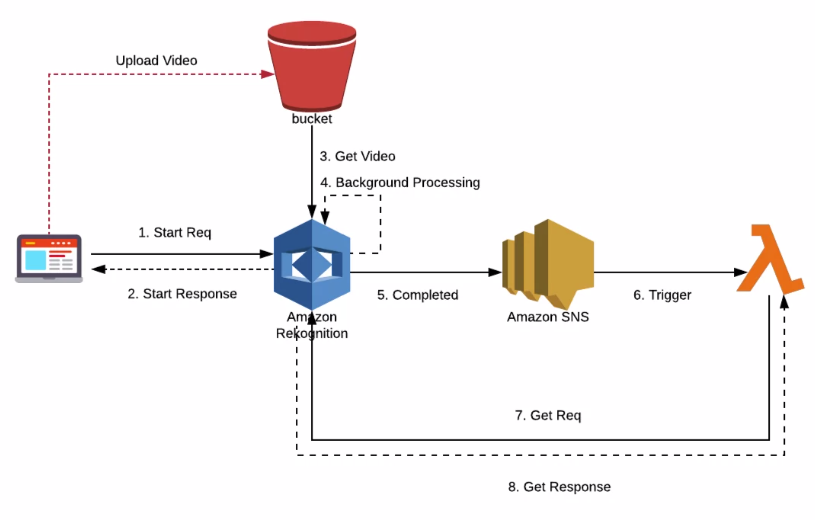 Upload Video
bucket
3. Get Video
4. Background Processing
1. Start Req
2. Start Response
5. Completed
6. Trigger
Amazon
Rekognition
Amazon SNS
7. Get Req
8. Get Response